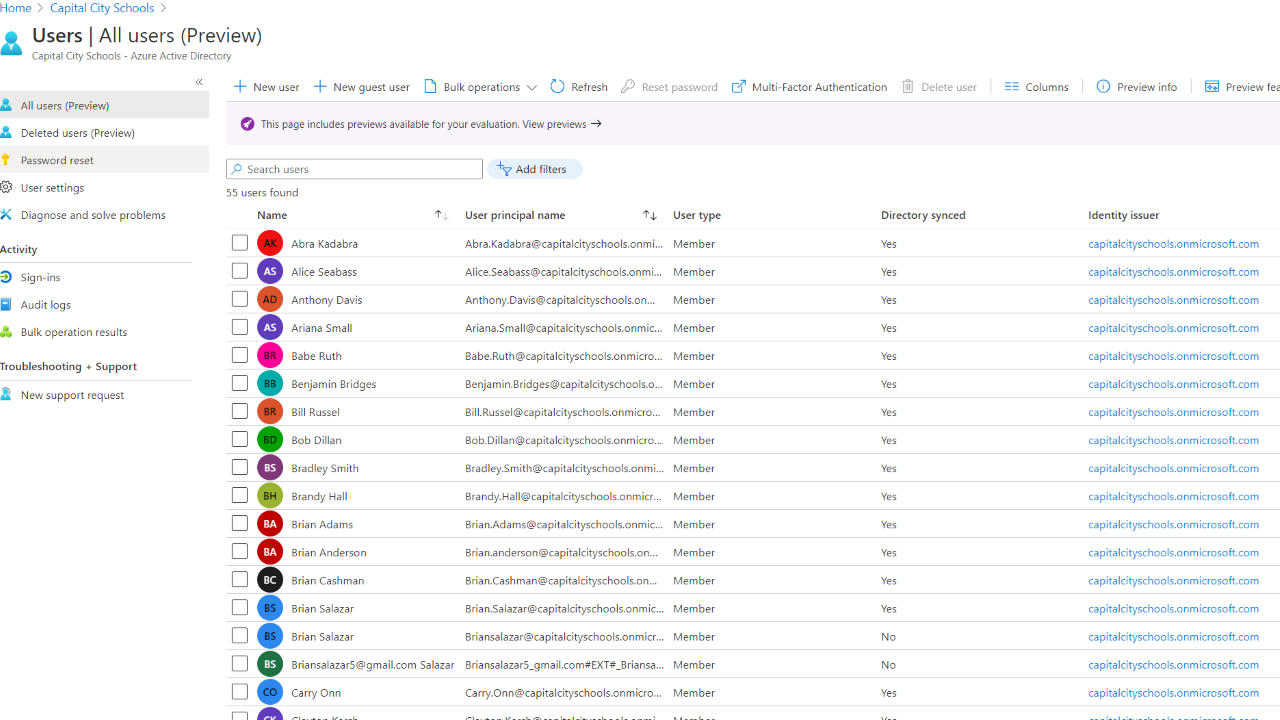 Home > Capital City Schools >
Users | All users (Preview)
Capital City Schools - Azure Active Directory
«
All users (Preview)
Deleted users (Preview)
Password reset
User settings
Diagnose and solve problems
Activity
Sign-ins
Audit logs
Bulk operation results
Troubleshooting + Support
New support request
New user New guest user Bulk operations Refresh Reset password Multi-Factor Authentication Delete user Columns Preview info Preview fea
This page includes previews available for your evaluation. View previews →
Search users Add filters
55 users found
Name User principal name User type Directory synced Identity issuer
AK Abra Kadabra Abra.Kadabra@capitalcityschools.onmi... Member Yes capitalcityschools.onmicrosoft.com
AS Alice Seabass Alice.Seabass@capitalcityschools.onmi... Member Yes capitalcityschools.onmicrosoft.com
AD Anthony Davis Anthony.Davis@capitalcityschools.on... Member Yes capitalcityschools.onmicrosoft.com
AS Ariana Small Ariana.Small@capitalcityschools.onmic... Member Yes capitalcityschools.onmicrosoft.com
BR Babe Ruth Babe.Ruth@capitalcityschools.onmicro... Member Yes capitalcityschools.onmicrosoft.com
BB Benjamin Bridges Benjamin.Bridges@capitalcityschools.o... Member Yes capitalcityschools.onmicrosoft.com
BR Bill Russel Bill.Russel@capitalcityschools.onmicro... Member Yes capitalcityschools.onmicrosoft.com
BD Bob Dillan Bob.Dillan@capitalcityschools.onmicro... Member Yes capitalcityschools.onmicrosoft.com
BS Bradley Smith Bradley.Smith@capitalcityschools.onmi... Member Yes capitalcityschools.onmicrosoft.com
BH Brandy Hall Brandy.Hall@capitalcityschools.onmicr... Member Yes capitalcityschools.onmicrosoft.com
BA Brian Adams Brian.Adams@capitalcityschools.onmic... Member Yes capitalcityschools.onmicrosoft.com
BA Brian Anderson Brian.anderson@capitalcityschools.on... Member Yes capitalcityschools.onmicrosoft.com
BC Brian Cashman Brian.Cashman@capitalcityschools.on... Member Yes capitalcityschools.onmicrosoft.com
BS Brian Salazar Brian.Salazar@capitalcityschools.onmic... Member Yes capitalcityschools.onmicrosoft.com
BS Brian Salazar Briansalazar@capitalcityschools.onmicr... Member No capitalcityschools.onmicrosoft.com
BS Briansalazar5@gmail.com Salazar Briansalazar5_gmail.com#EXT#_Briansa... Member No capitalcityschools.onmicrosoft.com
CO Carry Onn Carry.Onn@capitalcityschools.onmicro... Member Yes capitalcityschools.onmicrosoft.com